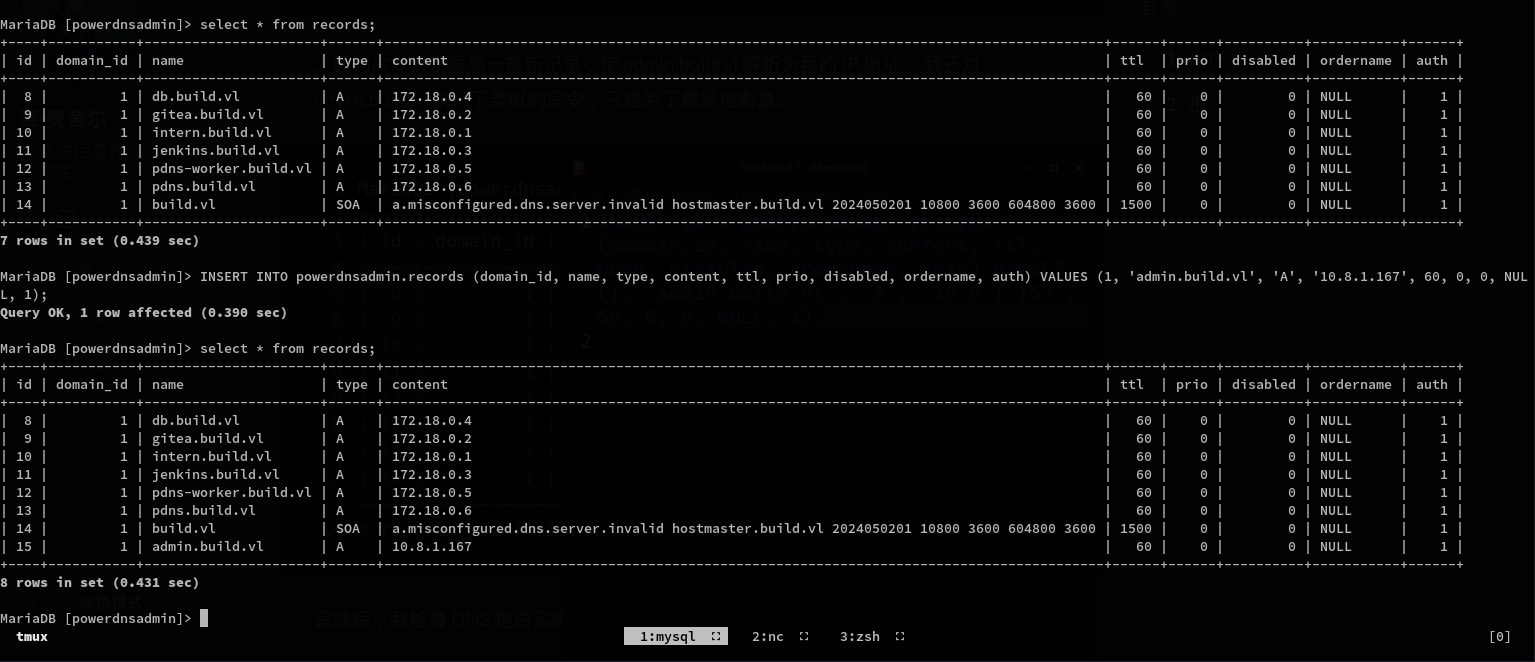 MariaDB [powerdnsadmin]> select * from records;
+----+-----------+----------------------+------+------------------------------------------------------------------------------------------+------+------+----------+-----------+------+
| id | domain_id | name                 | type | content                                                                                  | ttl  | prio | disabled | ordername | auth |
+----+-----------+----------------------+------+------------------------------------------------------------------------------------------+------+------+----------+-----------+------+
|  8 |         1 | db.build.vl          | A    | 172.18.0.4                                                                               |   60 |    0 |        0 | NULL      |    1 |
|  9 |         1 | gitea.build.vl       | A    | 172.18.0.2                                                                               |   60 |    0 |        0 | NULL      |    1 |
| 10 |         1 | intern.build.vl      | A    | 172.18.0.1                                                                               |   60 |    0 |        0 | NULL      |    1 |
| 11 |         1 | jenkins.build.vl     | A    | 172.18.0.3                                                                               |   60 |    0 |        0 | NULL      |    1 |
| 12 |         1 | pdns-worker.build.vl | A    | 172.18.0.5                                                                               |   60 |    0 |        0 | NULL      |    1 |
| 13 |         1 | pdns.build.vl        | A    | 172.18.0.6                                                                               |   60 |    0 |        0 | NULL      |    1 |
| 14 |         1 | build.vl             | SOA  | a.misconfigured.dns.server.invalid hostmaster.build.vl 2024050201 10800 3600 604800 3600 | 1500 |    0 |        0 | NULL      |    1 |
+----+-----------+----------------------+------+------------------------------------------------------------------------------------------+------+------+----------+-----------+------+
7 rows in set (0.439 sec)
MariaDB [powerdnsadmin]> INSERT INTO powerdnsadmin.records (domain_id, name, type, content, ttl, prio, disabled, ordername, auth) VALUES (1, 'admin.build.vl', 'A', '10.8.1.167', 60, 0, 0, NUL
L, 1);
Query OK, 1 row affected (0.390 sec)
MariaDB [powerdnsadmin]> select * from records;
+----+-----------+----------------------+------+------------------------------------------------------------------------------------------+------+------+----------+-----------+------+
| id | domain_id | name                 | type | content                                                                                  | ttl  | prio | disabled | ordername | auth |
+----+-----------+----------------------+------+------------------------------------------------------------------------------------------+------+------+----------+-----------+------+
|  8 |         1 | db.build.vl          | A    | 172.18.0.4                                                                               |   60 |    0 |        0 | NULL      |    1 |
|  9 |         1 | gitea.build.vl       | A    | 172.18.0.2                                                                               |   60 |    0 |        0 | NULL      |    1 |
| 10 |         1 | intern.build.vl      | A    | 172.18.0.1                                                                               |   60 |    0 |        0 | NULL      |    1 |
| 11 |         1 | jenkins.build.vl     | A    | 172.18.0.3                                                                               |   60 |    0 |        0 | NULL      |    1 |
| 12 |         1 | pdns-worker.build.vl | A    | 172.18.0.5                                                                               |   60 |    0 |        0 | NULL      |    1 |
| 13 |         1 | pdns.build.vl        | A    | 172.18.0.6                                                                               |   60 |    0 |        0 | NULL      |    1 |
| 14 |         1 | build.vl             | SOA  | a.misconfigured.dns.server.invalid hostmaster.build.vl 2024050201 10800 3600 604800 3600 | 1500 |    0 |        0 | NULL      |    1 |
| 15 |         1 | admin.build.vl       | A    | 10.8.1.167                                                                               |   60 |    0 |        0 | NULL      |    1 |
+----+-----------+----------------------+------+------------------------------------------------------------------------------------------+------+------+----------+-----------+------+
8 rows in set (0.431 sec)
MariaDB [powerdnsadmin]>
tmux 1:mysql 2:nc 3:zsh [0]